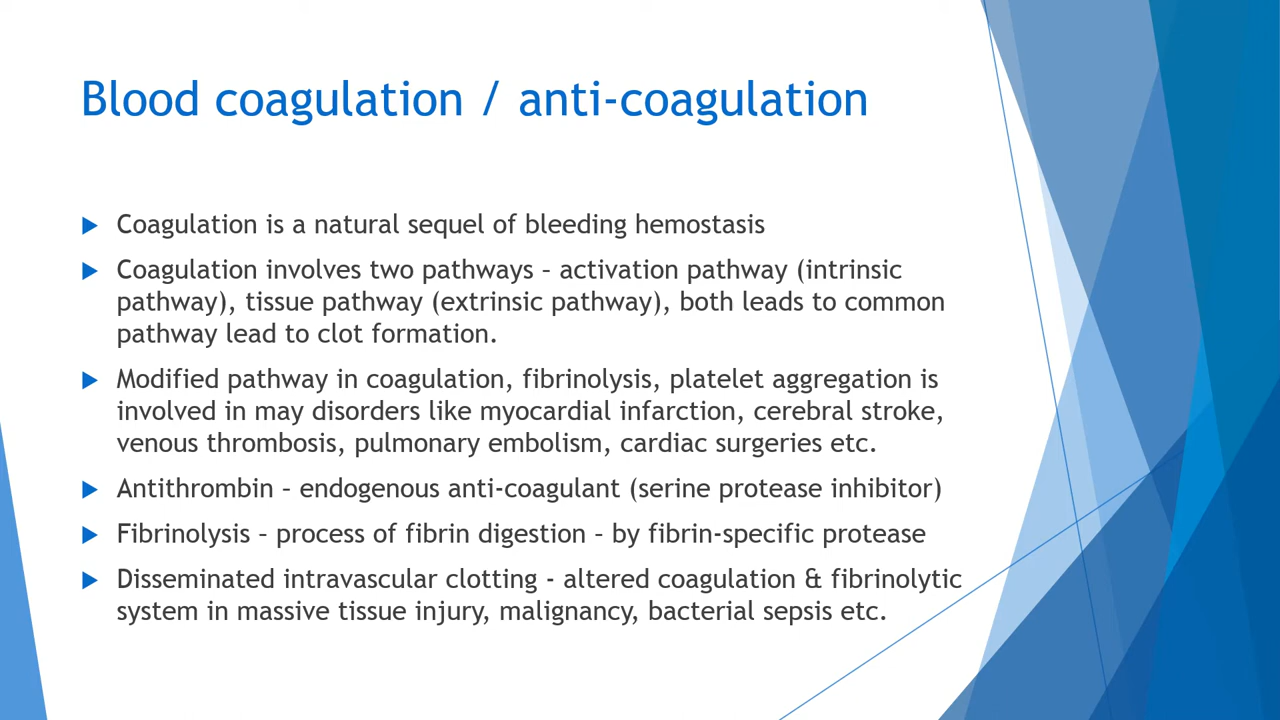 Blood coagulation / anti-coagulation
Coagulation is a natural sequel of bleeding hemostasis
Coagulation involves two pathways – activation pathway (intrinsic
pathway), tissue pathway (extrinsic pathway), both leads to common
pathway lead to clot formation.
Modified pathway in coagulation, fibrinolysis, platelet aggregation is
involved in may disorders like myocardial infarction, cerebral stroke,
venous thrombosis, pulmonary embolism, cardiac surgeries etc.
Antithrombin – endogenous anti-coagulant (serine protease inhibitor)
Fibrinolysis – process of fibrin digestion – by fibrin-specific protease
Disseminated intravascular clotting - altered coagulation & fibrinolytic
system in massive tissue injury, malignancy, bacterial sepsis etc.